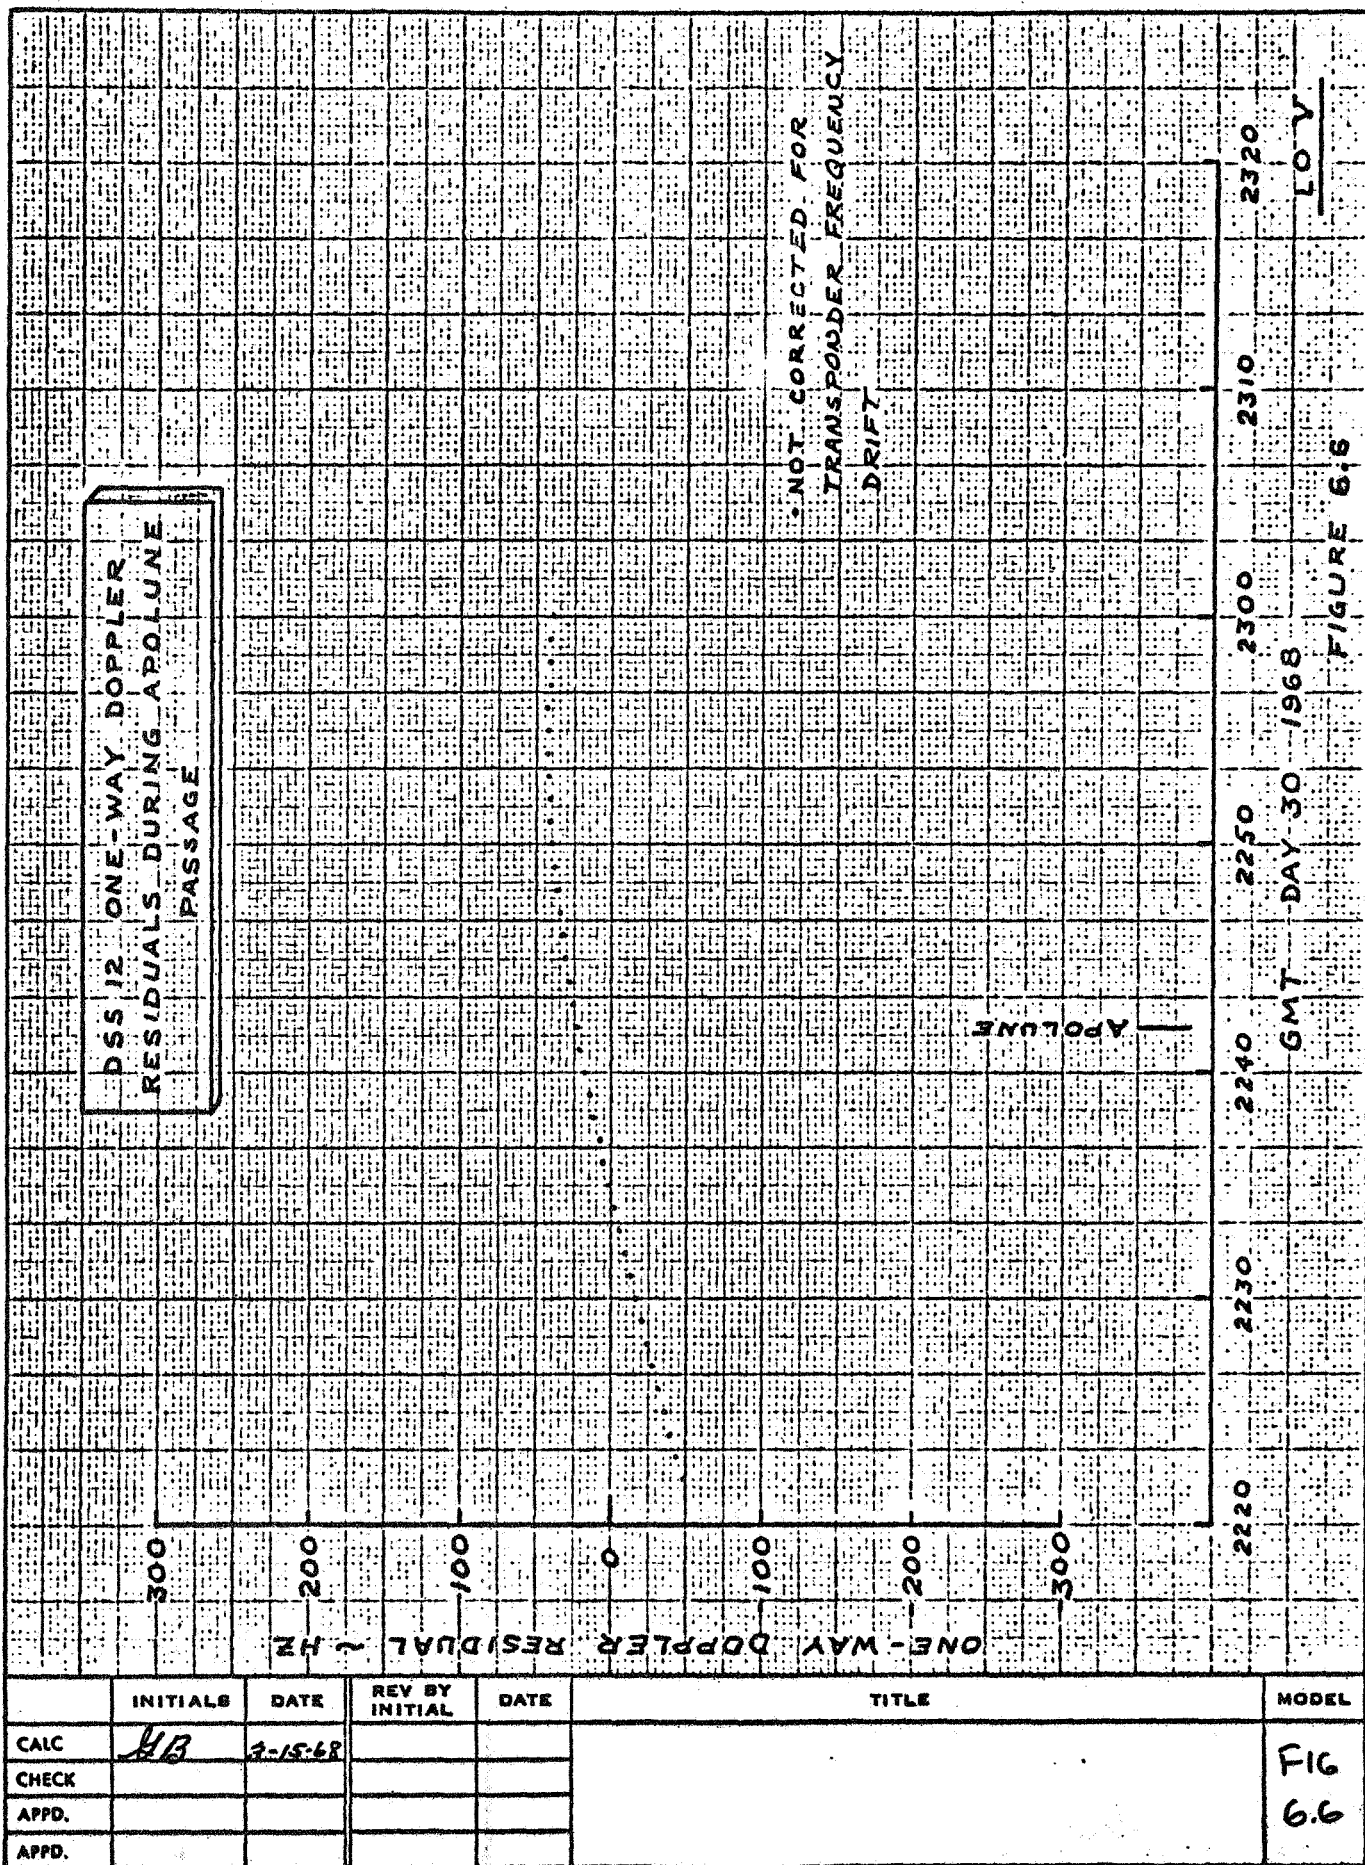 DSS 12 ONE-WAY DOPPLER
RESIDUALS DURING APOLUNE
PASSAGE
• NOT CORRECTED FOR
TRANSPONDER FREQUENCY
DRIFT
ONE-WAY DOPPLER RESIDUAL ~ HZ
300
200
100
0
-100
-200
-300
APOLUNE
2220
2230
2240
2250
2300
2310
2320
GMT DAY 30 1968
LO V
FIGURE 6.6
INITIALS DATE REV BY INITIAL DATE TITLE MODEL
CALC
CHECK
APPD.
APPD.
FIG
6.6